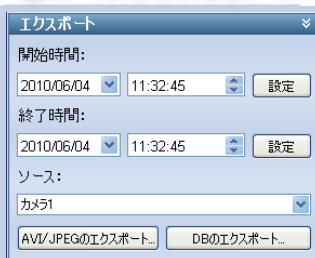 エクスポート
開始時間:
2010/06/04 11:32:45 設定
終了時間:
2010/06/04 11:32:45 設定
ソース:
カメラ1
AVI/JPEGのエクスポート... DBのエクスポート...